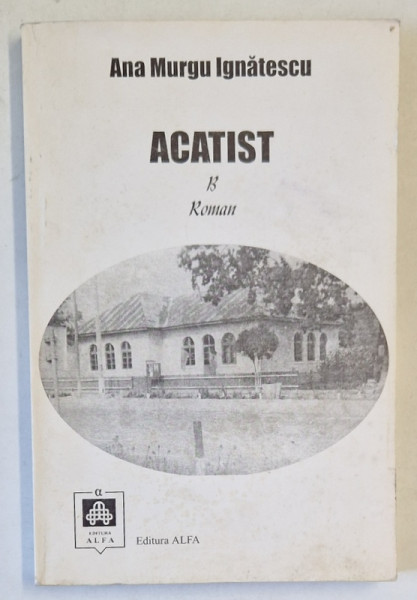 Ana Murgu Ignătescu
ACATIST
B
Roman
α
EDITURA
ALFA
Editura ALFA